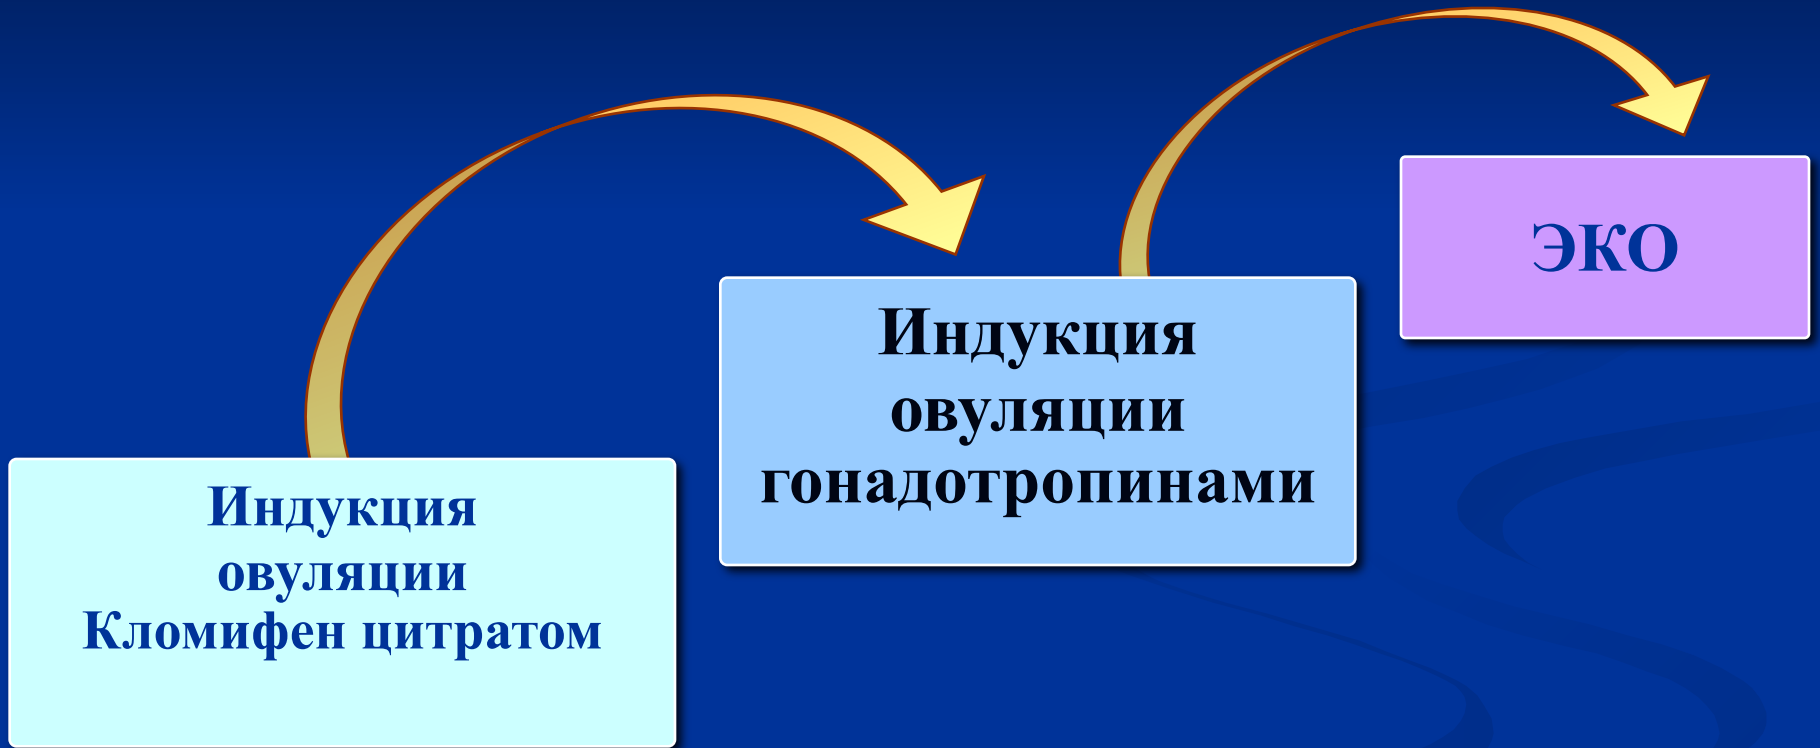 Индукция
овуляции
Кломифен цитратом
Индукция
овуляции
гонадотропинами
ЭКО